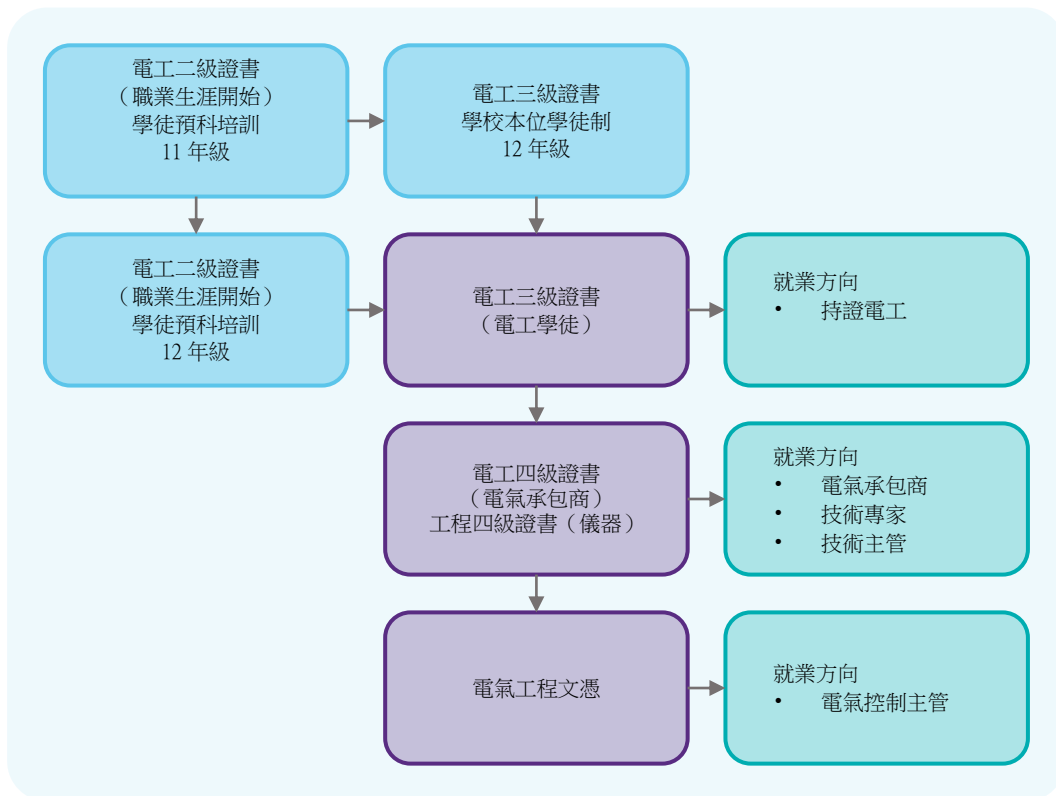 電工二級證書
（職業生涯開始）
學徒預科培訓
11 年級
電工三級證書
學校本位學徒制
12 年級
電工二級證書
（職業生涯開始）
學徒預科培訓
12 年級
電工三級證書
（電工學徒）
就業方向
• 持證電工
電工四級證書
（電氣承包商）
工程四級證書（儀器）
就業方向
• 電氣承包商
• 技術專家
• 技術主管
電氣工程文憑
就業方向
• 電氣控制主管